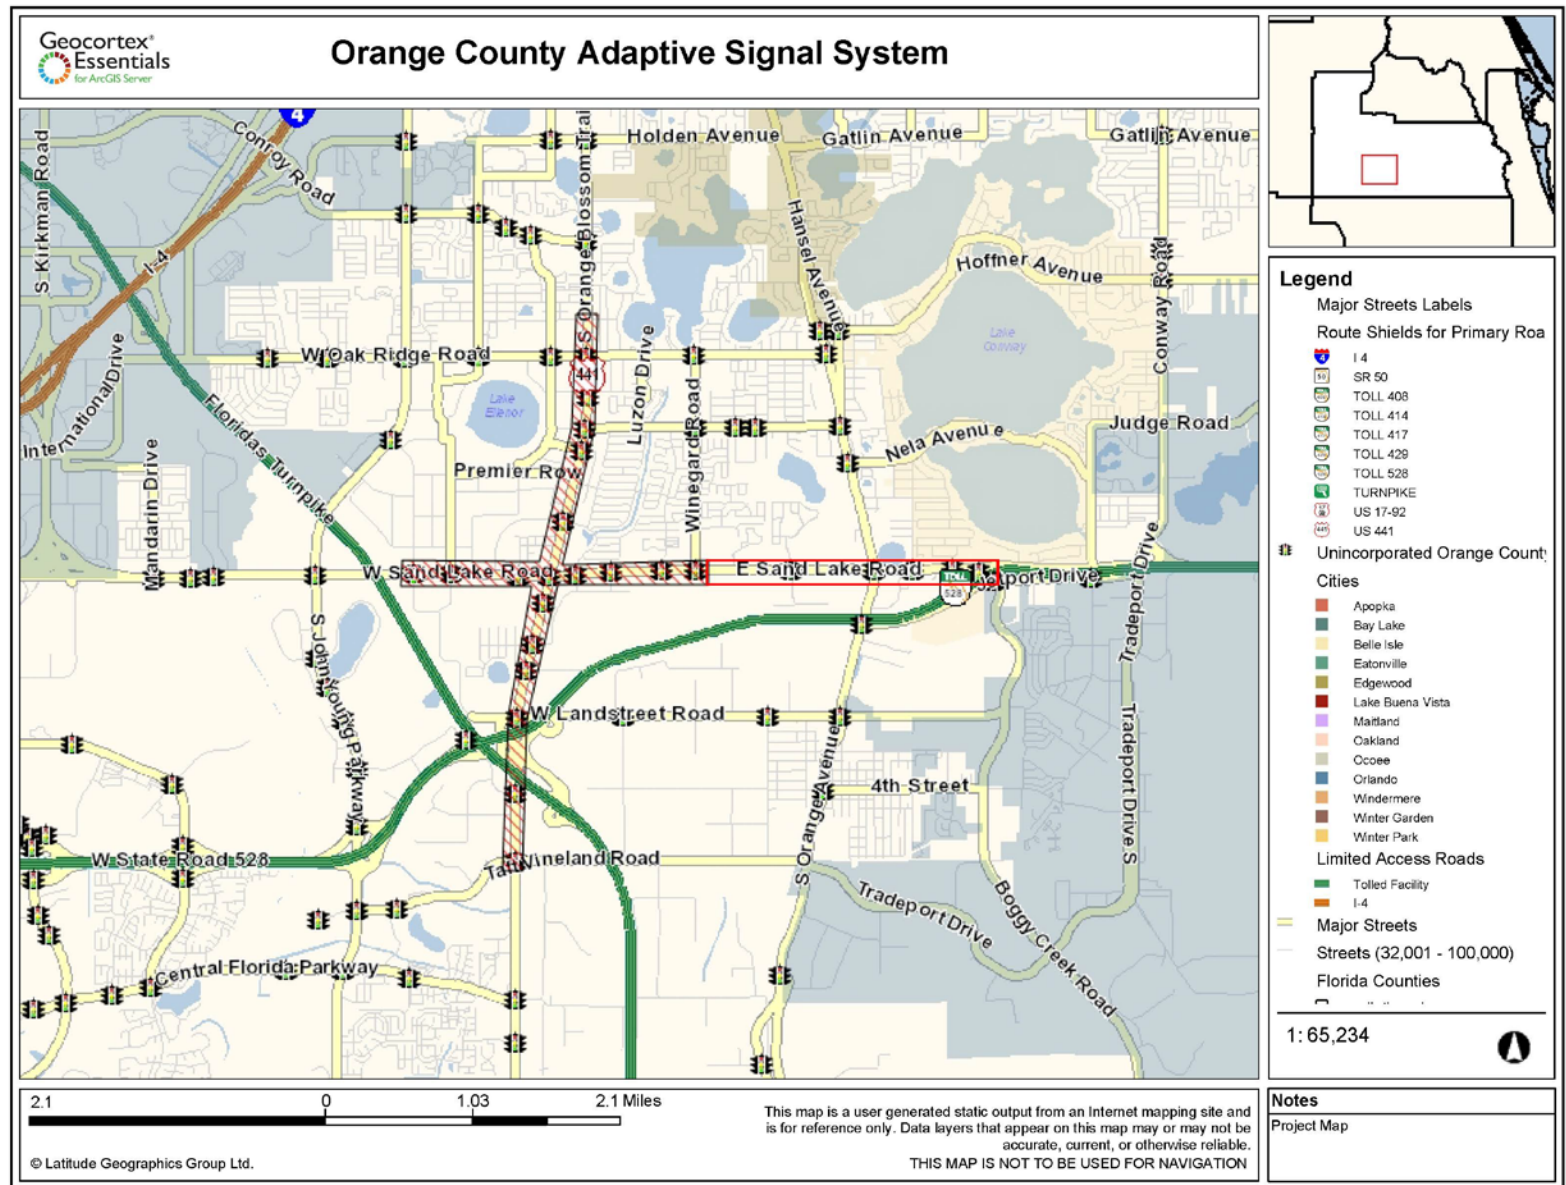 Geocortex®
Essentials
for ArcGIS Server
Orange County Adaptive Signal System
4
S Kirkman Road
Conroy Road
S Orange Blossom Trai
Holden Avenue
Gatlin Avenue
Gatlin Avenue
I-4
Hansel Avenue
Hoffner Avenue
Conway Road
International Drive
W Oak Ridge Road
441
Luzon Drive
Lake
Conway
Lake
Ellenor
Floridas Turnpike
Winegard Road
Judge Road
Nela Avenue
Mandarin Drive
Premier Row
W Sand Lake Road
E Sand Lake Road
TOLL
528
Tradeport Drive
S John Young Parkway
W Landstreet Road
4th Street
S Orange Avenue
Tradeport Drive S
W State Road 528
Vineland Road
Tradeport Drive
Boggy Creek Road
Central Florida Parkway
Legend
Major Streets Labels
Route Shields for Primary Roa
I 4
SR 50
TOLL 408
TOLL 414
TOLL 417
TOLL 429
TOLL 528
TURNPIKE
US 17-92
US 441
Unincorporated Orange County
Cities
Apopka
Bay Lake
Belle Isle
Eatonville
Edgewood
Lake Buena Vista
Maitland
Oakland
Ocoee
Orlando
Windermere
Winter Garden
Winter Park
Limited Access Roads
Tolled Facility
I-4
Major Streets
Streets (32,001 - 100,000)
Florida Counties
1: 65,234
2.1 0 1.03 2.1 Miles
© Latitude Geographics Group Ltd.
This map is a user generated static output from an Internet mapping site and
is for reference only. Data layers that appear on this map may or may not be
accurate, current, or otherwise reliable.
THIS MAP IS NOT TO BE USED FOR NAVIGATION
Notes
Project Map